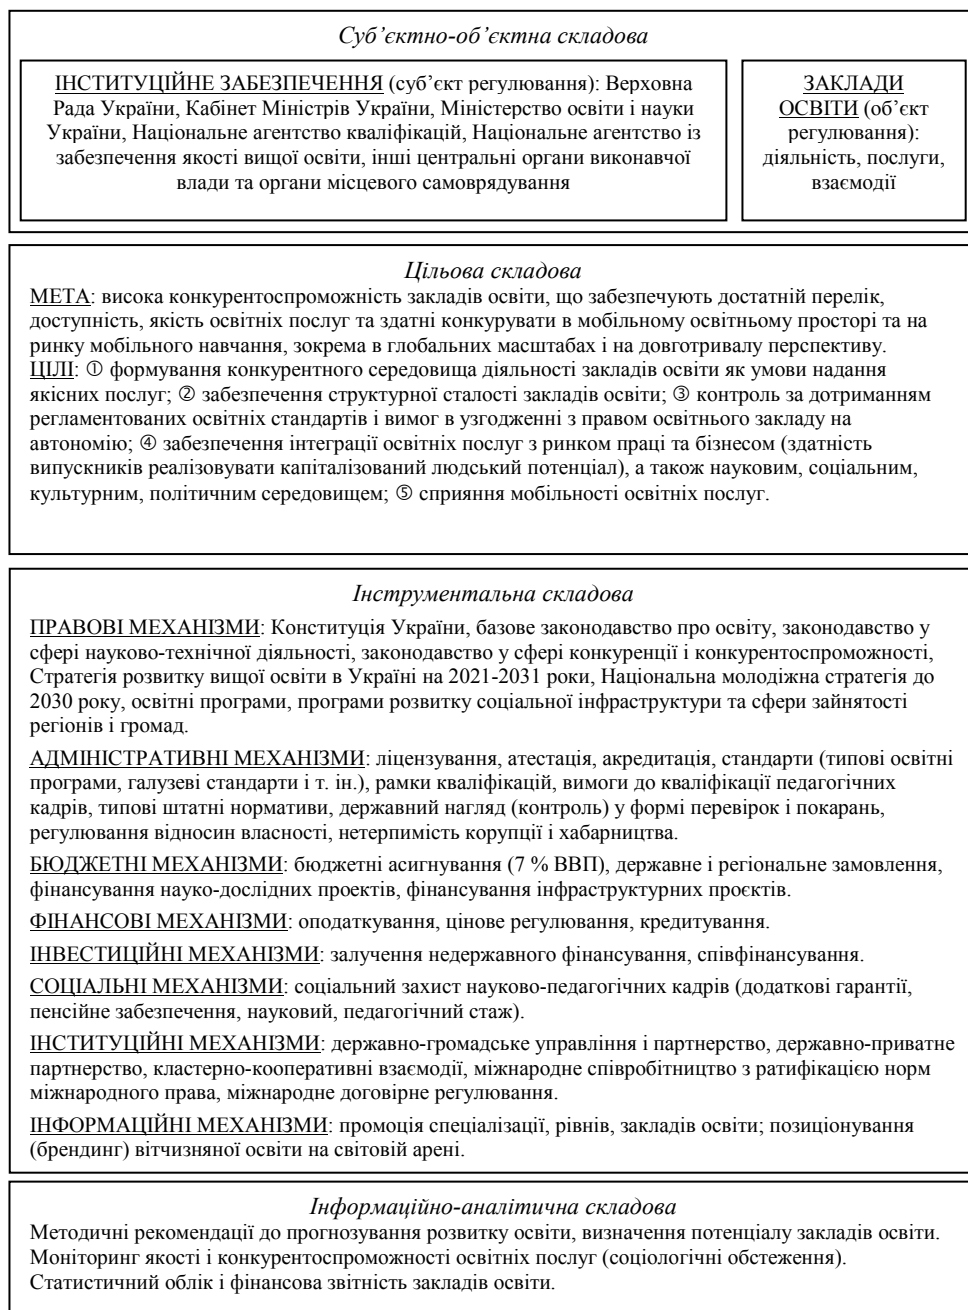 Суб’єктно-об’єктна складова
ІНСТИТУЦІЙНЕ ЗАБЕЗПЕЧЕННЯ (суб’єкт регулювання): Верховна
Рада України, Кабінет Міністрів України, Міністерство освіти і науки
України, Національне агентство кваліфікацій, Національне агентство із
забезпечення якості вищої освіти, інші центральні органи виконавчої
влади та органи місцевого самоврядування
ЗАКЛАДИ
ОСВІТИ (об’єкт
регулювання):
діяльність, послуги,
взаємодії
Цільова складова
МЕТА: висока конкурентоспроможність закладів освіти, що забезпечують достатній перелік,
доступність, якість освітніх послуг та здатні конкурувати в мобільному освітньому просторі та на
ринку мобільного навчання, зокрема в глобальних масштабах і на довготривалу перспективу.
ЦІЛІ: ① формування конкурентного середовища діяльності закладів освіти як умови надання
якісних послуг; ② забезпечення структурної сталості закладів освіти; ③ контроль за дотриманням
регламентованих освітніх стандартів і вимог в узгодженні з правом освітнього закладу на
автономію; ④ забезпечення інтеграції освітніх послуг з ринком праці та бізнесом (здатність
випускників реалізовувати капіталізований людський потенціал), а також науковим, соціальним,
культурним, політичним середовищем; ⑤ сприяння мобільності освітніх послуг.
Інструментальна складова
ПРАВОВІ МЕХАНІЗМИ: Конституція України, базове законодавство про освіту, законодавство у
сфері науково-технічної діяльності, законодавство у сфері конкуренції і конкурентоспроможності,
Стратегія розвитку вищої освіти в Україні на 2021-2031 роки, Національна молодіжна стратегія до
2030 року, освітні програми, програми розвитку соціальної інфраструктури та сфери зайнятості
регіонів і громад.
АДМІНІСТРАТИВНІ МЕХАНІЗМИ: ліцензування, атестація, акредитація, стандарти (типові освітні
програми, галузеві стандарти і т. ін.), рамки кваліфікацій, вимоги до кваліфікації педагогічних
кадрів, типові штатні нормативи, державний нагляд (контроль) у формі перевірок і покарань,
регулювання відносин власності, нетерпимість корупції і хабарництва.
БЮДЖЕТНІ МЕХАНІЗМИ: бюджетні асигнування (7 % ВВП), державне і регіональне замовлення,
фінансування науко-дослідних проектів, фінансування інфраструктурних проєктів.
ФІНАНСОВІ МЕХАНІЗМИ: оподаткування, цінове регулювання, кредитування.
ІНВЕСТИЦІЙНІ МЕХАНІЗМИ: залучення недержавного фінансування, співфінансування.
СОЦІАЛЬНІ МЕХАНІЗМИ: соціальний захист науково-педагогічних кадрів (додаткові гарантії,
пенсійне забезпечення, науковий, педагогічний стаж).
ІНСТИТУЦІЙНІ МЕХАНІЗМИ: державно-громадське управління і партнерство, державно-приватне
партнерство, кластерно-кооперативні взаємодії, міжнародне співробітництво з ратифікацією норм
міжнародного права, міжнародне договірне регулювання.
ІНФОРМАЦІЙНІ МЕХАНІЗМИ: промоція спеціалізації, рівнів, закладів освіти; позиціонування
(брендинг) вітчизняної освіти на світовій арені.
Інформаційно-аналітична складова
Методичні рекомендації до прогнозування розвитку освіти, визначення потенціалу закладів освіти.
Моніторинг якості і конкурентоспроможності освітніх послуг (соціологічні обстеження).
Статистичний облік і фінансова звітність закладів освіти.